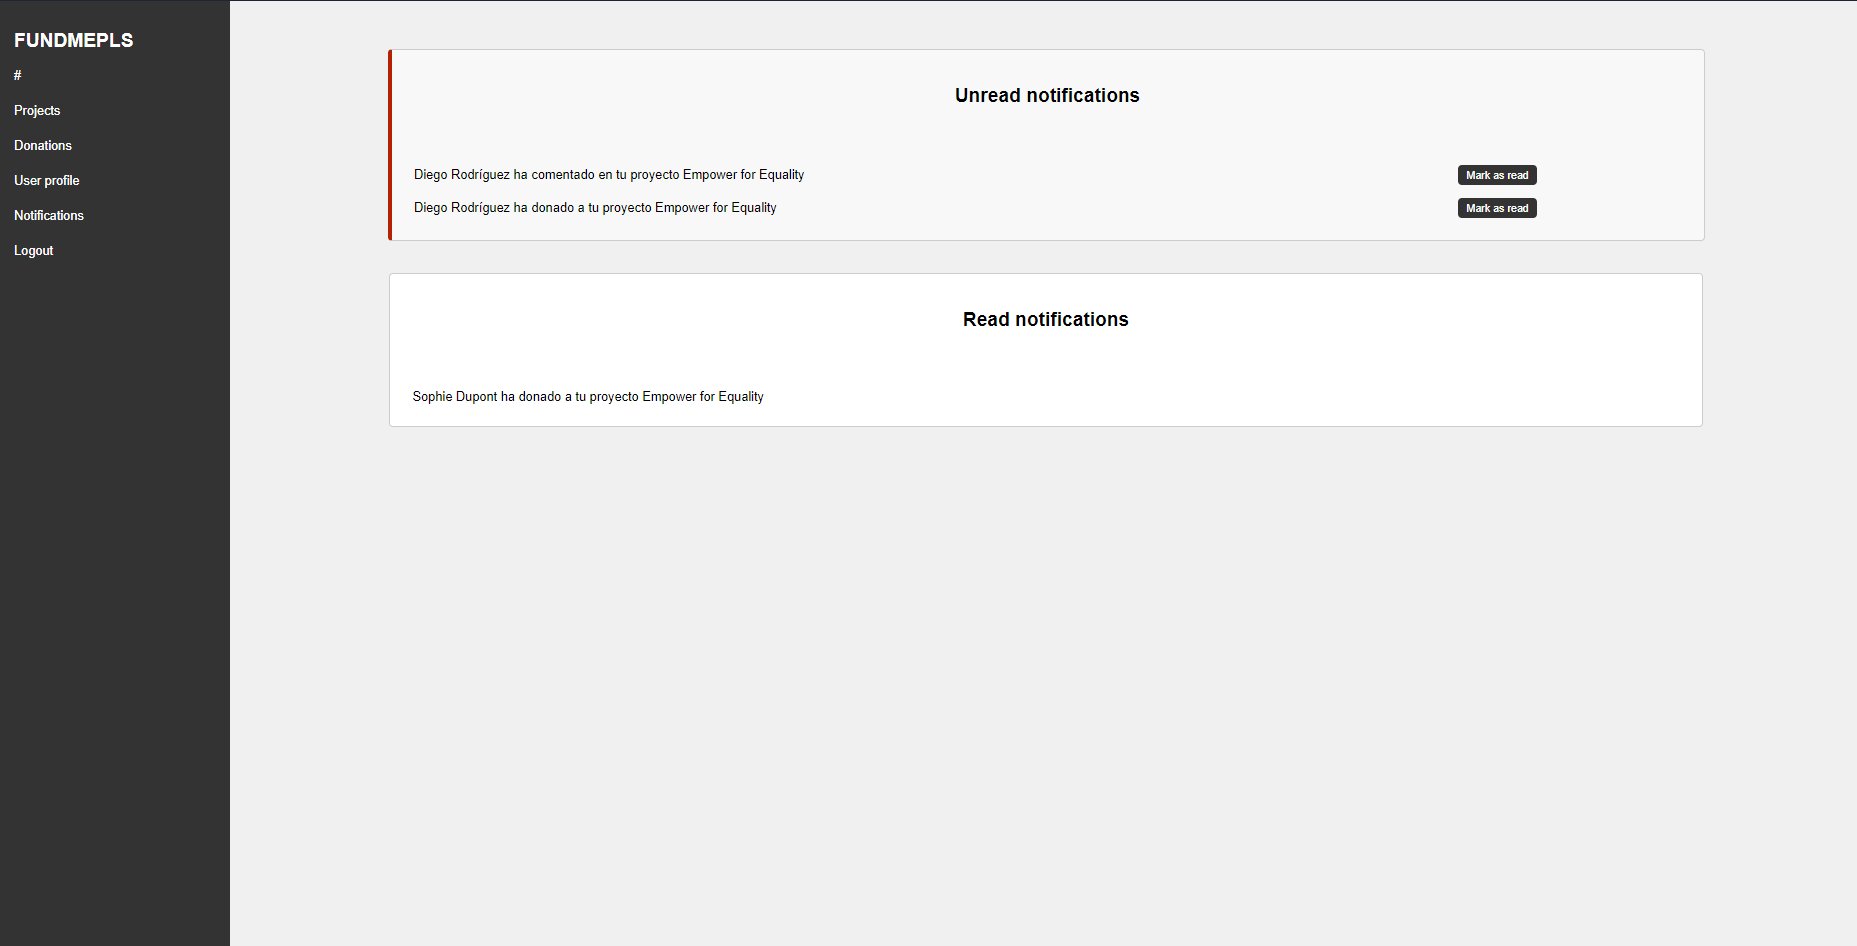 FUNDMEPLS
#
Projects
Donations
User profile
Notifications
Logout
Unread notifications
Diego Rodríguez ha comentado en tu proyecto Empower for Equality
Mark as read
Diego Rodríguez ha donado a tu proyecto Empower for Equality
Mark as read
Read notifications
Sophie Dupont ha donado a tu proyecto Empower for Equality